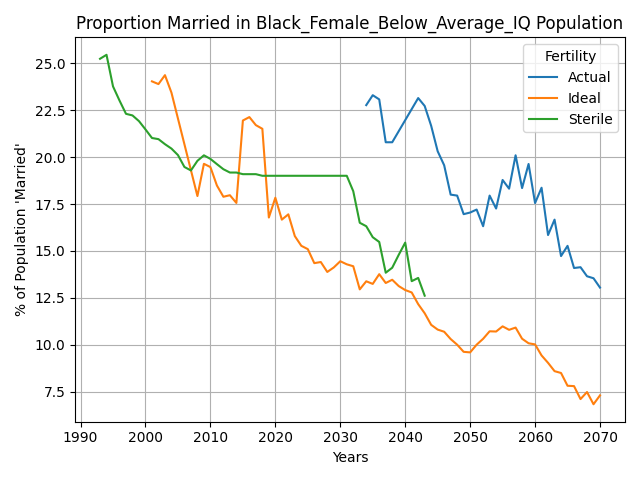 Proportion Married in Black_Female_Below_Average_IQ Population
Fertility
Actual
Ideal
Sterile
% of Population 'Married'
25.0
22.5
20.0
17.5
15.0
12.5
10.0
7.5
1990 2000 2010 2020 2030 2040 2050 2060 2070
Years